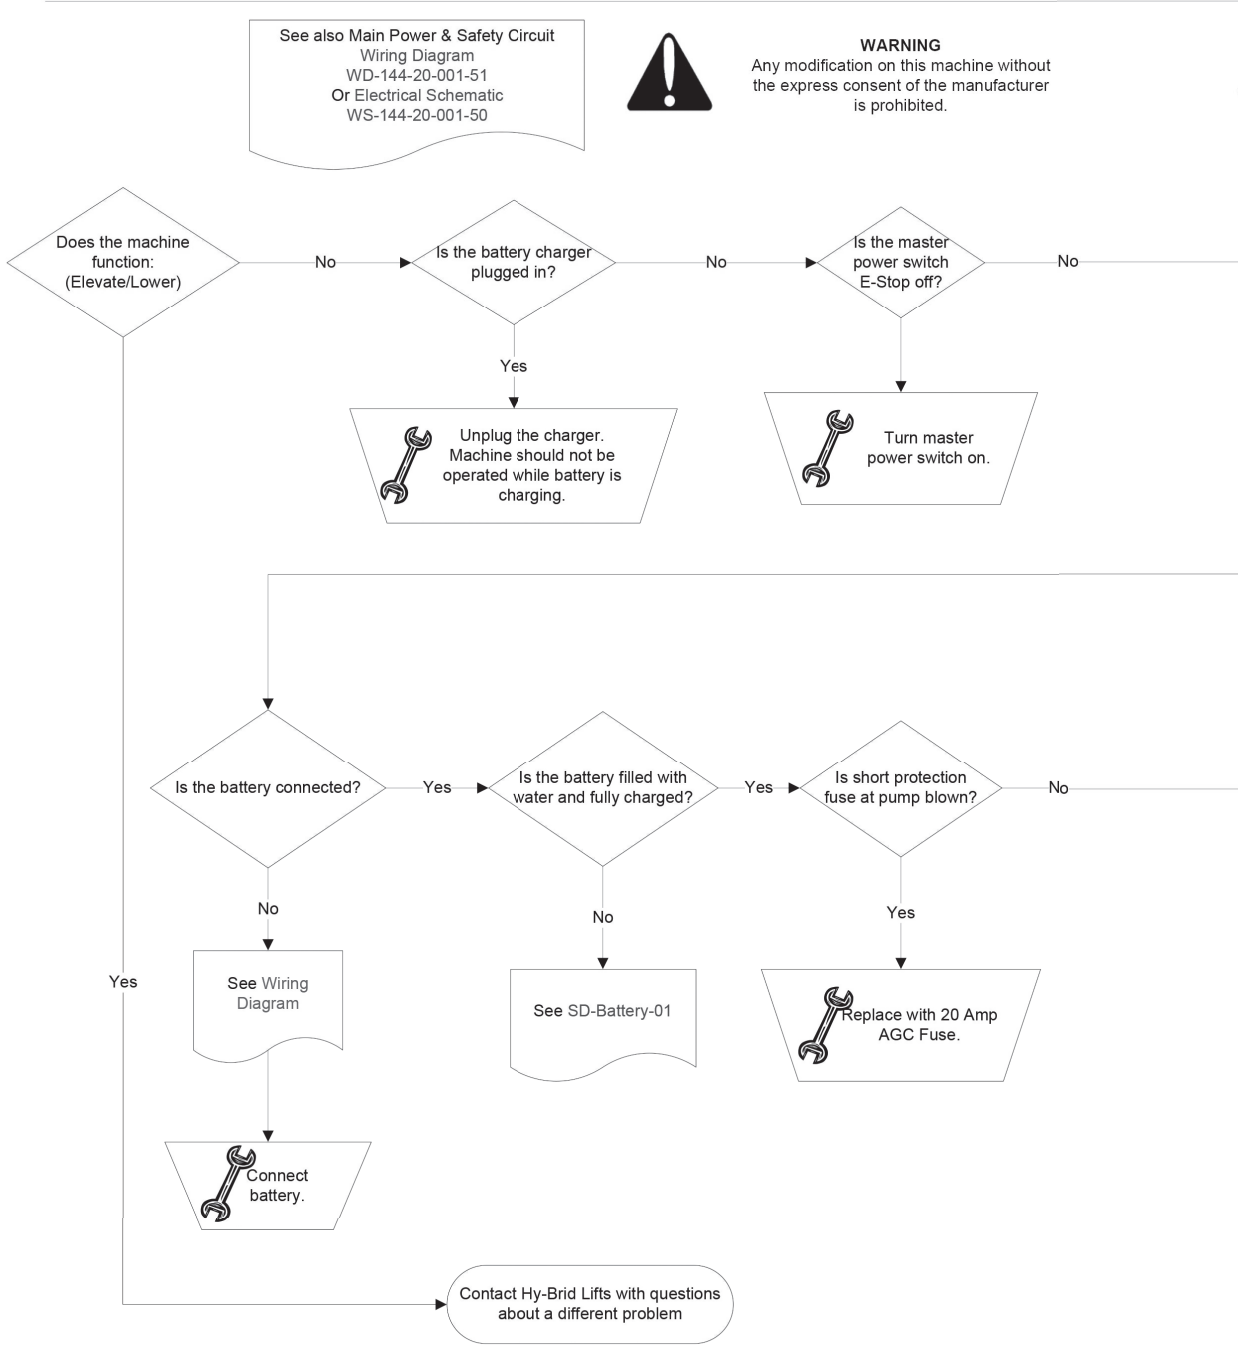 See also Main Power & Safety Circuit
Wiring Diagram
WD-144-20-001-51
Or Electrical Schematic
WS-144-20-001-50
WARNING
Any modification on this machine without
the express consent of the manufacturer
is prohibited.
Does the machine
function:
(Elevate/Lower)
No
Is the battery charger
plugged in?
No
Is the master
power switch
E-Stop off?
No
Yes
Unplug the charger.
Machine should not be
operated while battery is
charging.
Turn master
power switch on.
Is the battery connected?
Yes
Is the battery filled with
water and fully charged?
Yes
Is short protection
fuse at pump blown?
No
No
No
Yes
Yes
See Wiring
Diagram
See SD-Battery-01
Replace with 20 Amp
AGC Fuse.
Connect
battery.
Contact Hy-Brid Lifts with questions
about a different problem